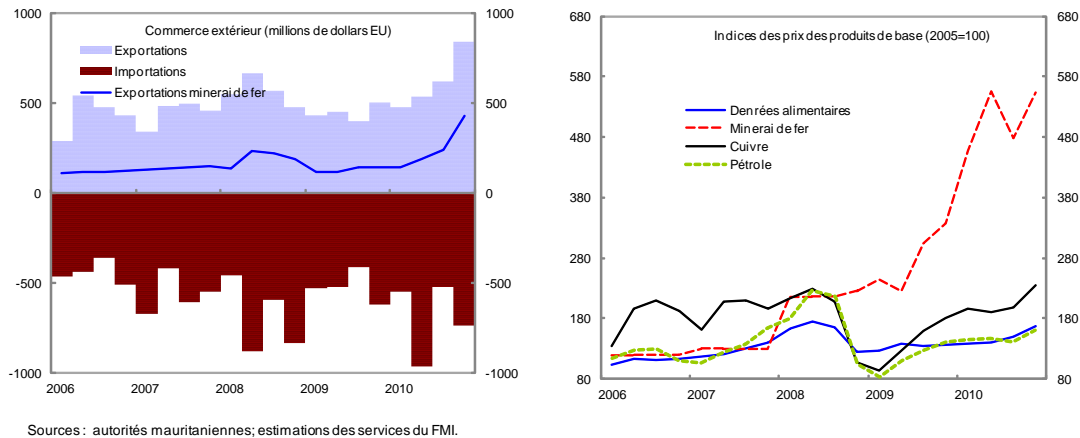 Commerce extérieur (millions de dollars EU)
Exportations
Importations
Exportations minerai de fer
1000
500
0
-500
-1000
1000
500
0
-500
-1000
2006 2007 2008 2009 2010
Indices des prix des produits de base (2005=100)
Denrées alimentaires
Minerai de fer
Cuivre
Pétrole
680
580
480
380
280
180
80
680
580
480
380
280
180
80
2006 2007 2008 2009 2010
Sources : autorités mauritaniennes; estimations des services du FMI.